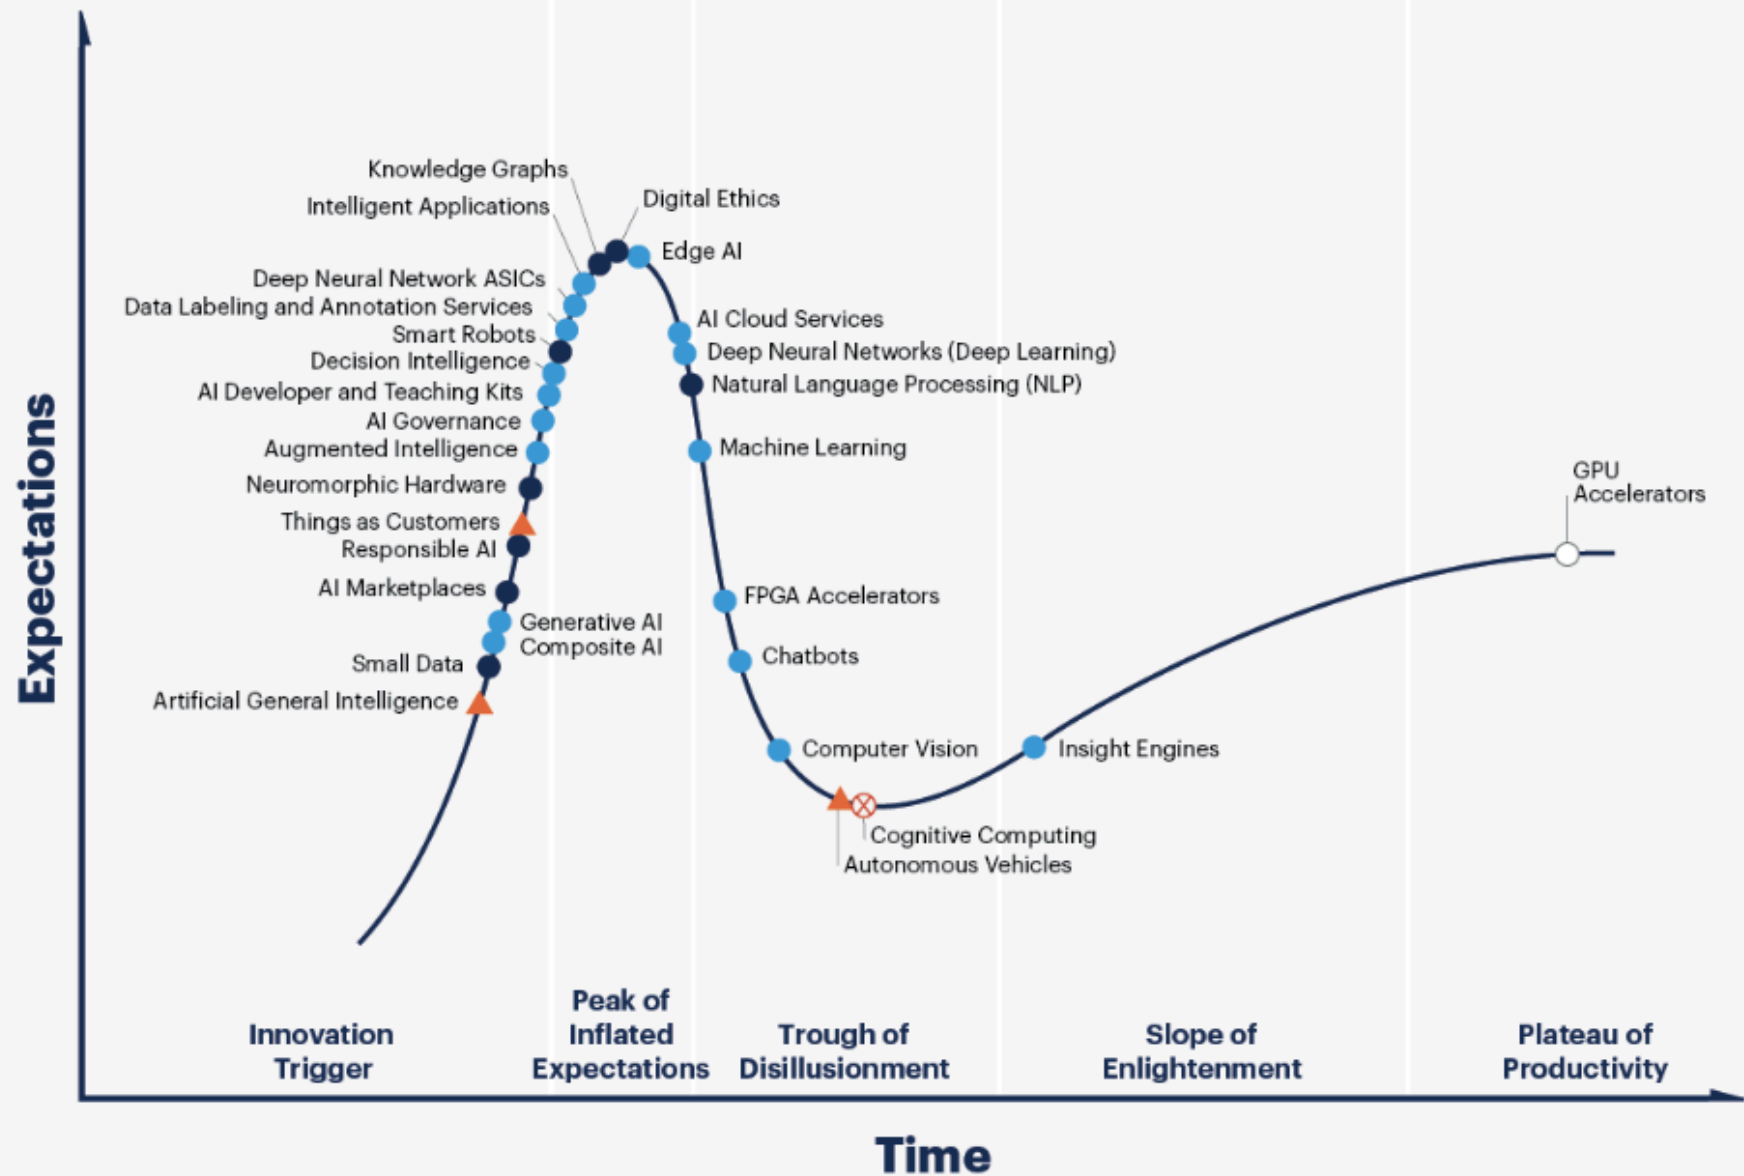 Expectations
Knowledge Graphs
Digital Ethics
Intelligent Applications
Edge AI
Deep Neural Network ASICs
Data Labeling and Annotation Services
AI Cloud Services
Smart Robots
Deep Neural Networks (Deep Learning)
Decision Intelligence
Natural Language Processing (NLP)
AI Developer and Teaching Kits
AI Governance
Augmented Intelligence
Machine Learning
Neuromorphic Hardware
GPU
Accelerators
Things as Customers
Responsible AI
AI Marketplaces
FPGA Accelerators
Generative AI
Composite AI
Chatbots
Small Data
Artificial General Intelligence
Computer Vision
Insight Engines
Cognitive Computing
Autonomous Vehicles
Innovation
Trigger
Peak of
Inflated
Expectations
Trough of
Disillusionment
Slope of
Enlightenment
Plateau of
Productivity
Time